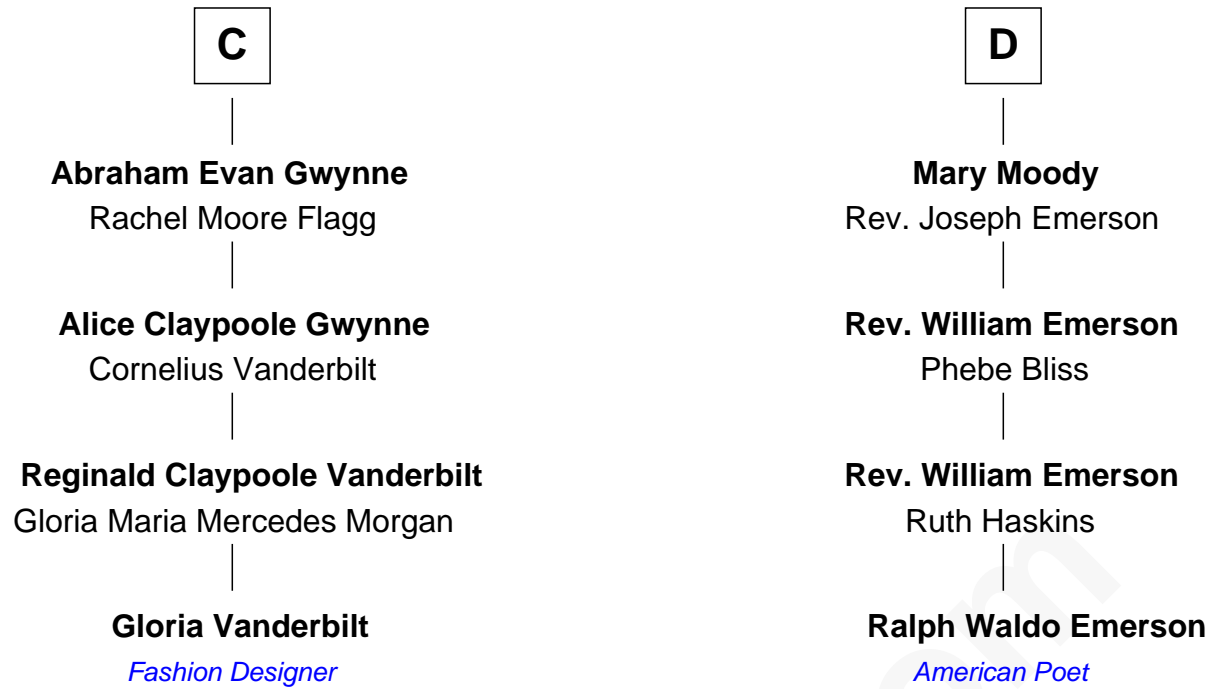 C
Abraham Evan Gwynne
Rachel Moore Flagg
Alice Claypoole Gwynne
Cornelius Vanderbilt
Reginald Claypoole Vanderbilt
Gloria Maria Mercedes Morgan
Gloria Vanderbilt
Fashion Designer
D
Mary Moody
Rev. Joseph Emerson
Rev. William Emerson
Phebe Bliss
Rev. William Emerson
Ruth Haskins
Ralph Waldo Emerson
American Poet